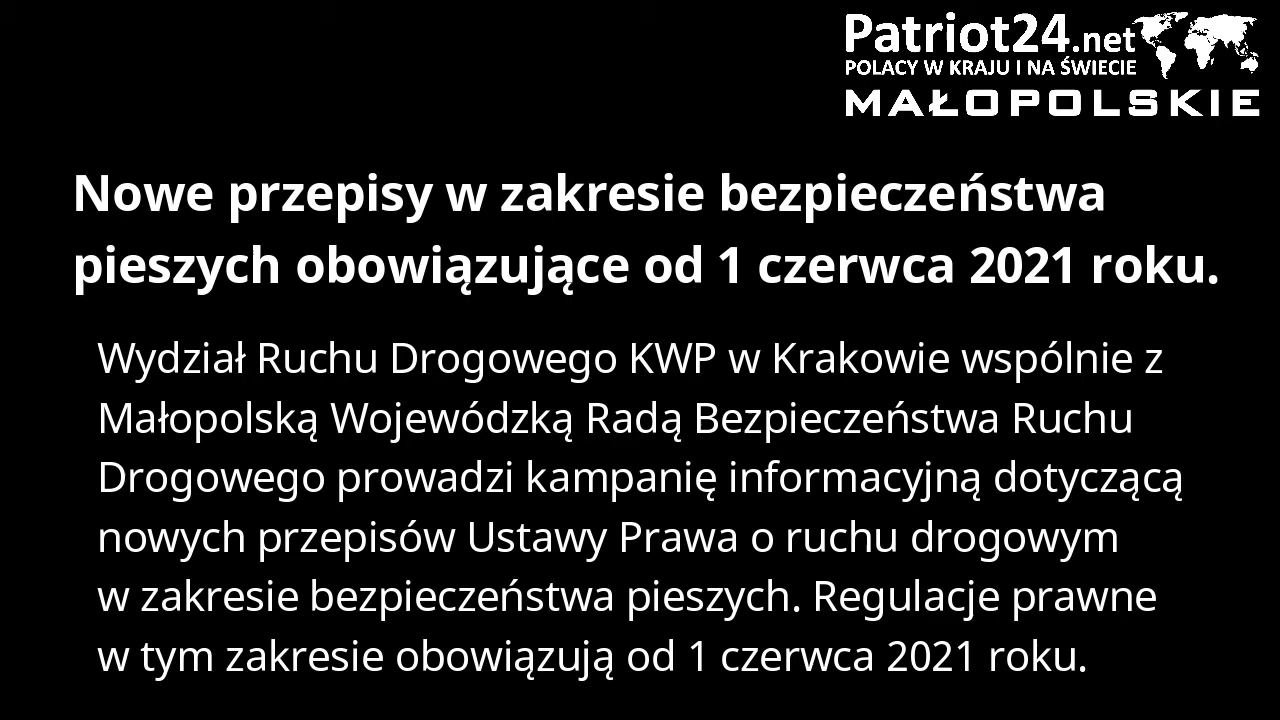 Patriot24.net
POLACY W KRAJU I NA ŚWIECIE
MAŁOPOLSKIE
Nowe przepisy w zakresie bezpieczeństwa
pieszych obowiązujące od 1 czerwca 2021 roku.
Wydział Ruchu Drogowego KWP w Krakowie wspólnie z
Małopolską Wojewódzką Radą Bezpieczeństwa Ruchu
Drogowego prowadzi kampanię informacyjną dotyczącą
nowych przepisów Ustawy Prawa o ruchu drogowym
w zakresie bezpieczeństwa pieszych. Regulacje prawne
w tym zakresie obowiązują od 1 czerwca 2021 roku.